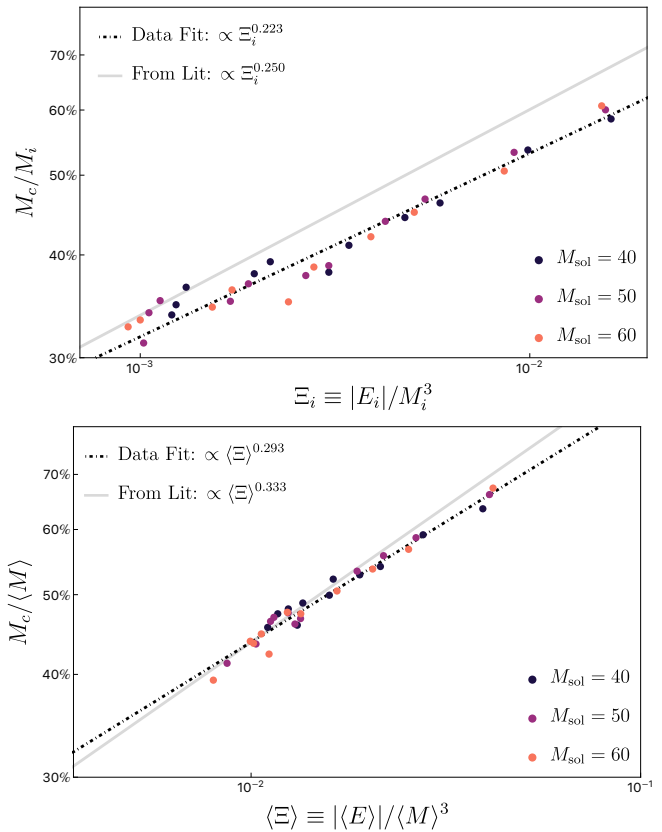 Data Fit: ∝ Ξ_i^{0.223}
From Lit: ∝ Ξ_i^{0.250}
70%
60%
50%
40%
30%
M_c/M_i
M_sol = 40
M_sol = 50
M_sol = 60
10^{-3}
10^{-2}
Ξ_i ≡ |E_i|/M_i^3
Data Fit: ∝ ⟨Ξ⟩^{0.293}
From Lit: ∝ ⟨Ξ⟩^{0.333}
70%
60%
50%
40%
30%
M_c/⟨M⟩
M_sol = 40
M_sol = 50
M_sol = 60
10^{-2}
10^{-1}
⟨Ξ⟩ ≡ |⟨E⟩|/⟨M⟩^3